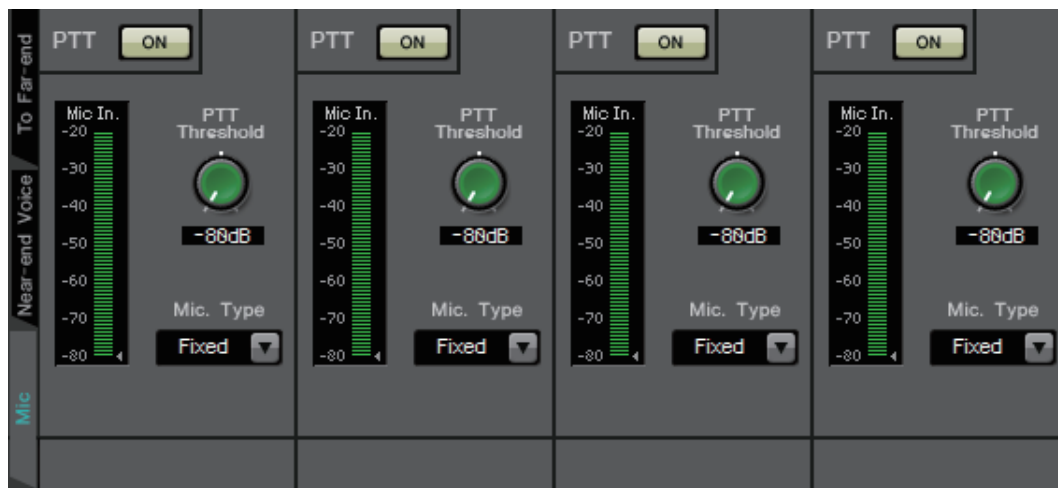 To Far-end
Near-end Voice
Mic
PTT ON
Mic In.
-20
-30
-40
-50
-60
-70
-80
PTT
Threshold
-80dB
Mic. Type
Fixed
PTT ON
Mic In.
-20
-30
-40
-50
-60
-70
-80
PTT
Threshold
-80dB
Mic. Type
Fixed
PTT ON
Mic In.
-20
-30
-40
-50
-60
-70
-80
PTT
Threshold
-80dB
Mic. Type
Fixed
PTT ON
Mic In.
-20
-30
-40
-50
-60
-70
-80
PTT
Threshold
-80dB
Mic. Type
Fixed